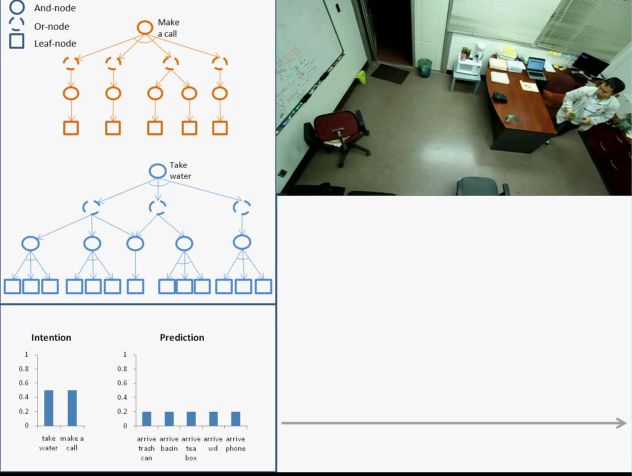 And-node
Or-node
Leaf-node
Make
a call
Take
water
Intention
1
0.8
0.6
0.4
0.2
0
take
water
make a
call
Prediction
1
0.8
0.6
0.4
0.2
0
arrive
trash
can
arrive
basin
arrive
tea
box
arrive
wd
arrive
phone